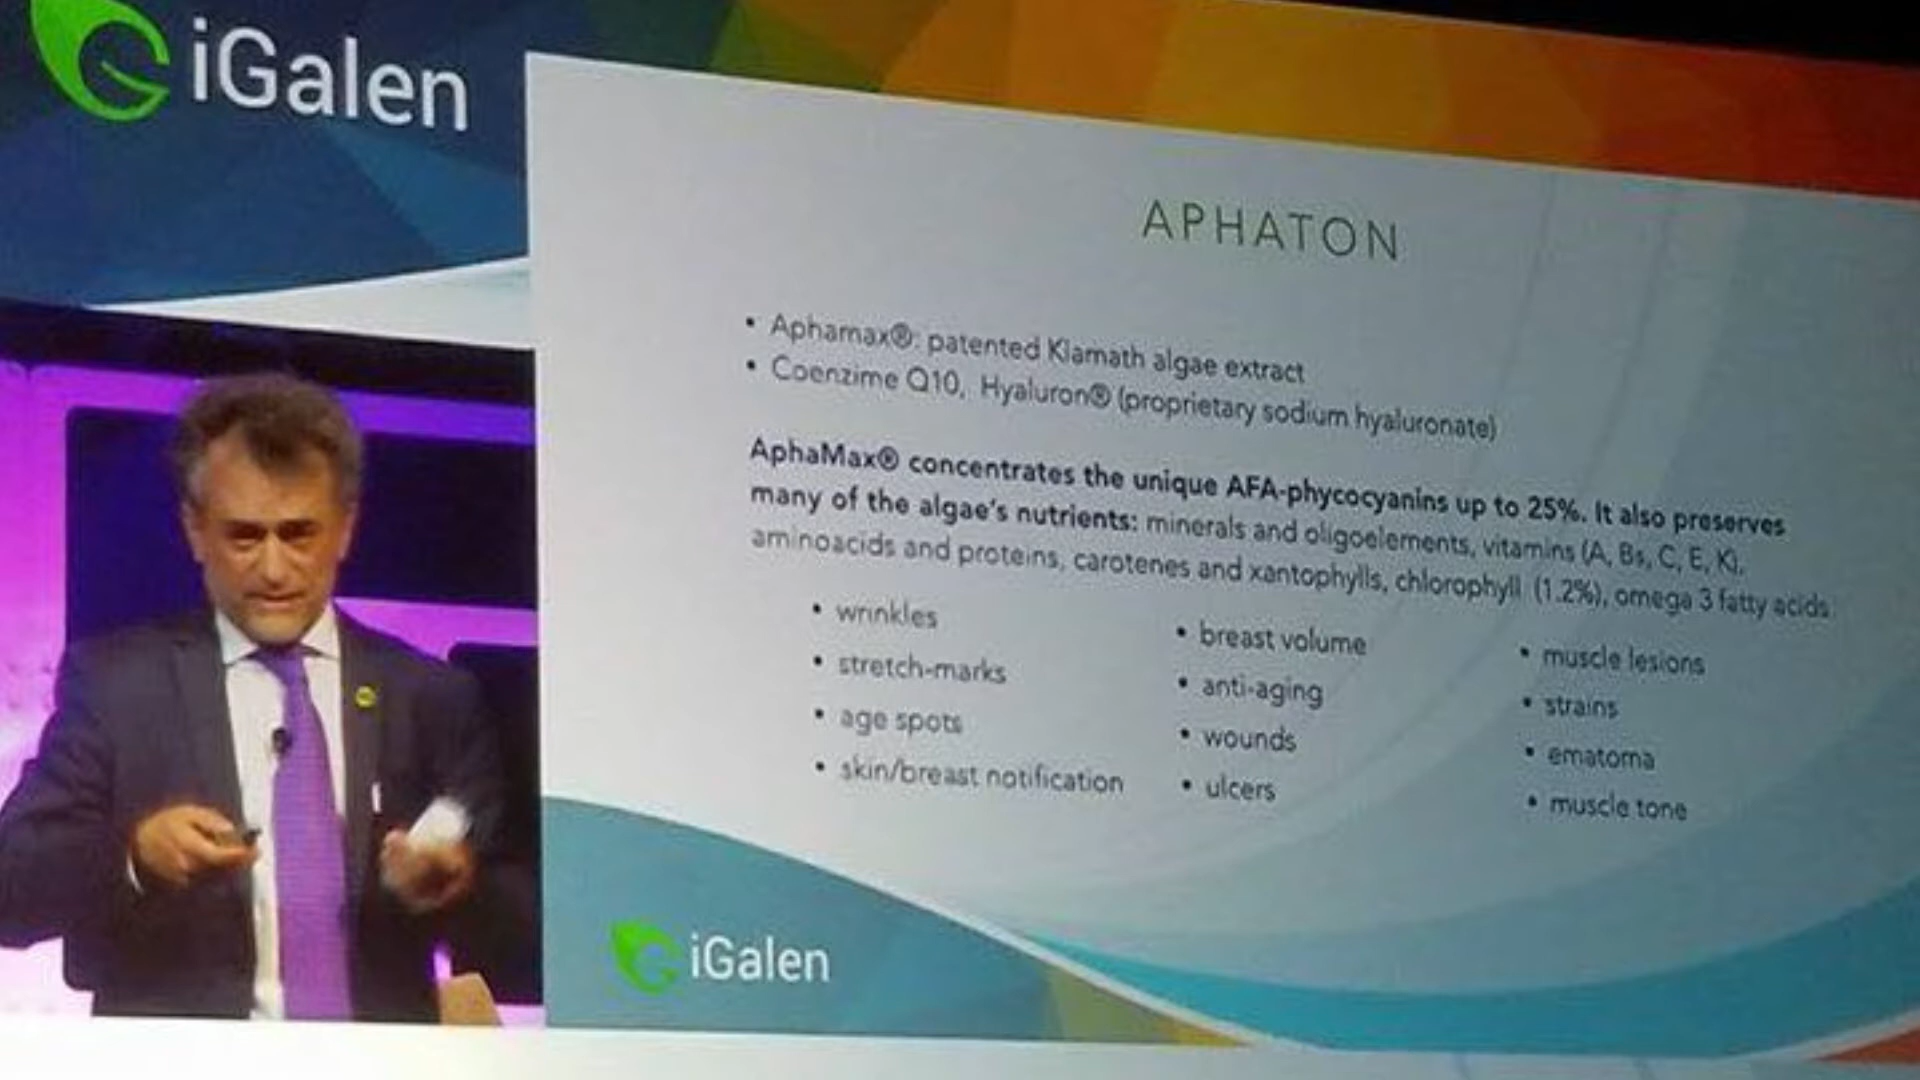 iGalen
APHATON
• Aphamax®: patented Klamath algae extract
• Coenzime Q10, Hyaluron® (proprietary sodium hyaluronate)
AphaMax® concentrates the unique AFA-phycocyanins up to 25%. It also preserves
many of the algae's nutrients: minerals and oligoelements, vitamins (A, Bs, C, E, K),
aminoacids and proteins, carotenes and xantophylls, chlorophyll (1.2%), omega 3 fatty acids.
• wrinkles
• stretch-marks
• age spots
• skin/breast notification
• breast volume
• anti-aging
• wounds
• ulcers
• muscle lesions
• strains
• ematoma
• muscle tone
iGalen